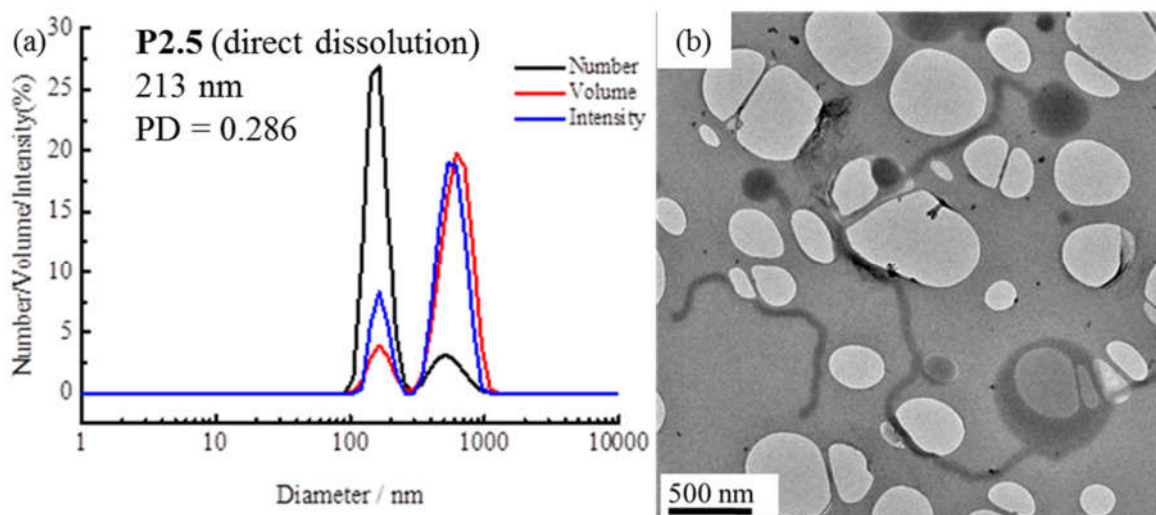 (a)
P2.5 (direct dissolution)
213 nm
PD = 0.286
Number
Volume
Intensity
Number/Volume/Intensity(%)
30
25
20
15
10
5
0
1 10 100 1000 10000
Diameter / nm
(b)
500 nm